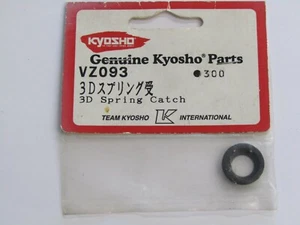 KYOSHO
Genuine Kyosho Parts
VZ093
●300
3Dスプリング受
3D Spring Catch
TEAM KYOSHO K INTERNATIONAL